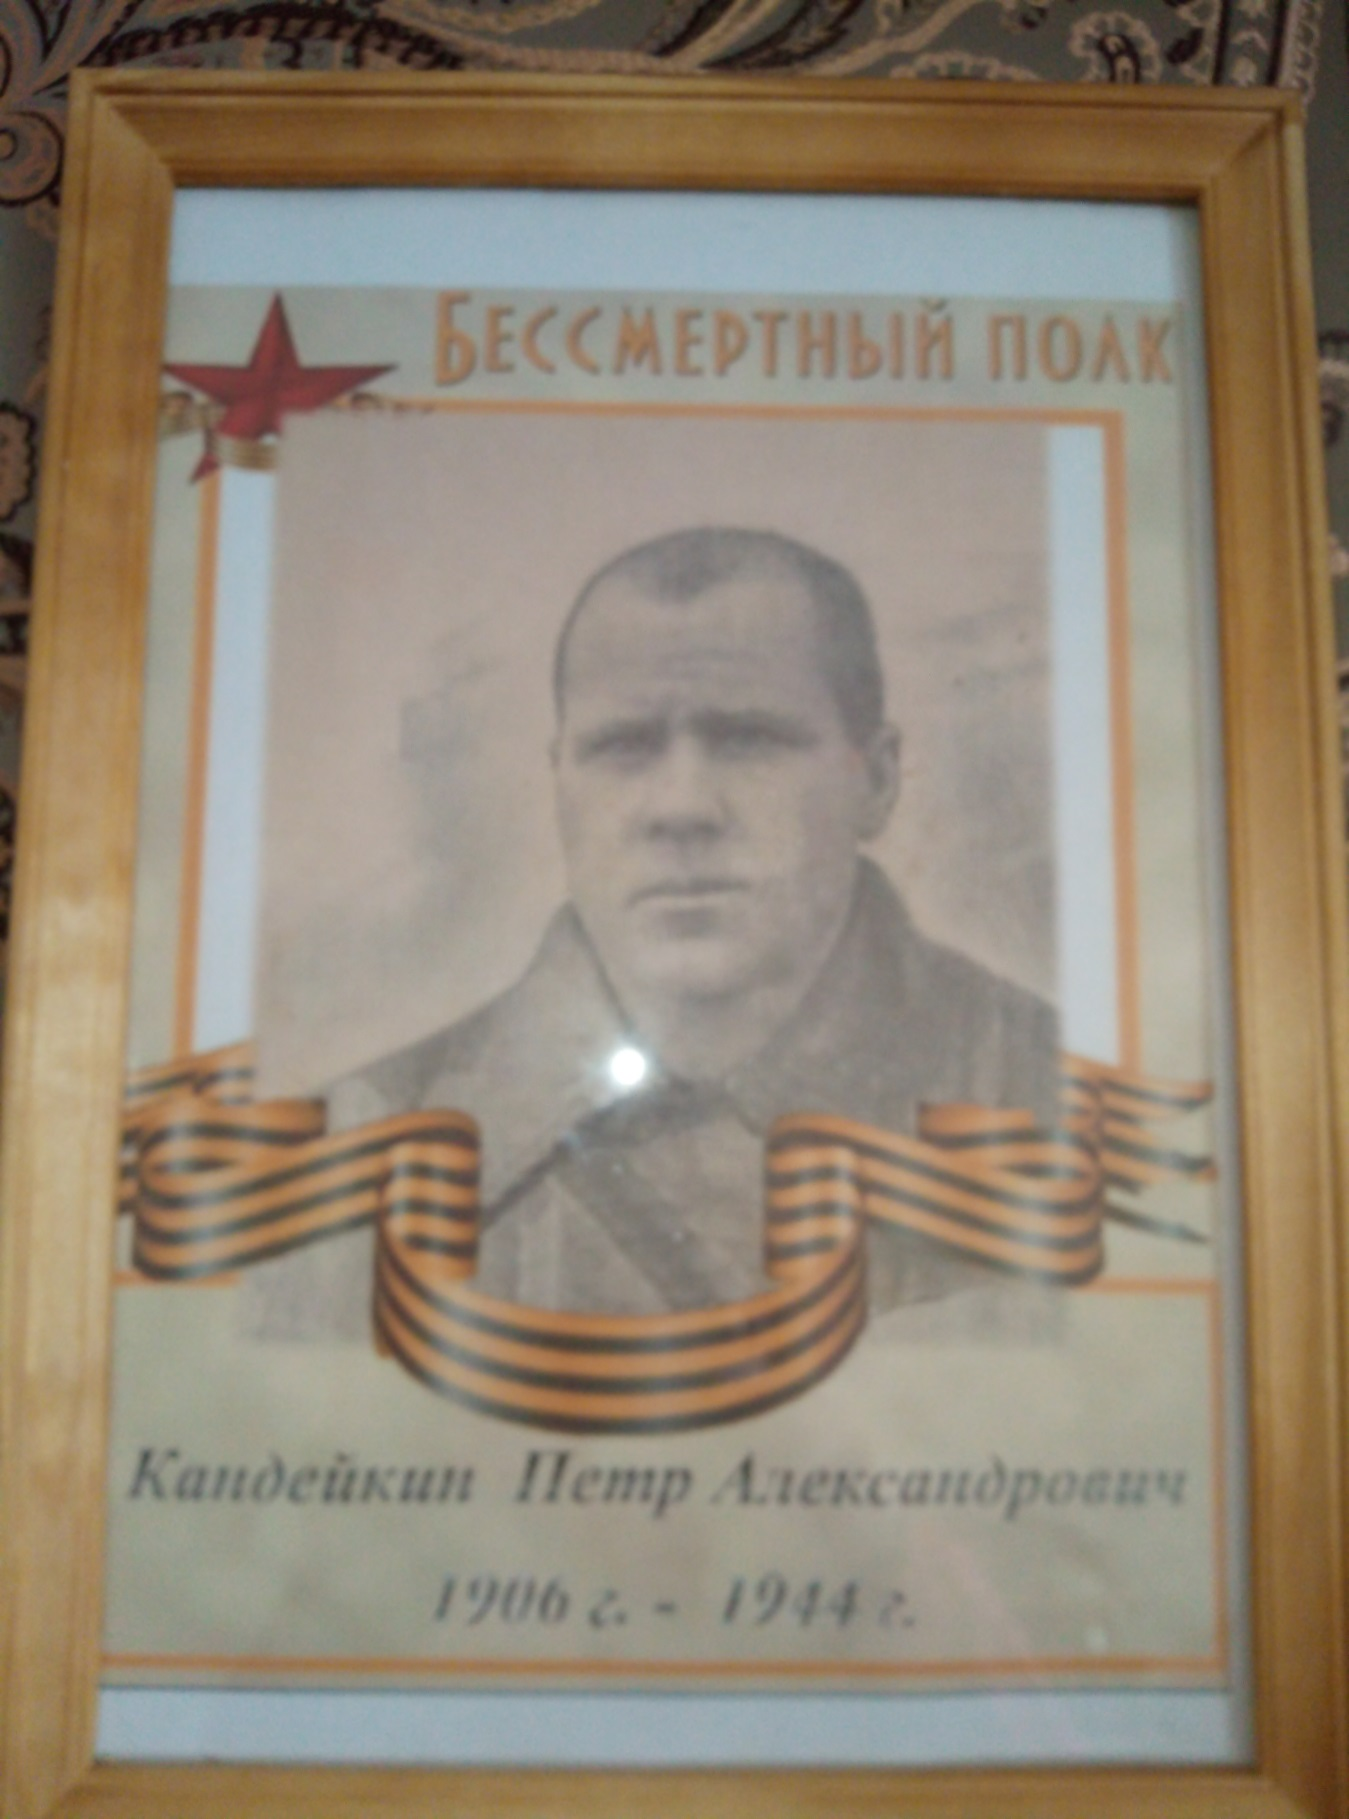 Бессмертный полк
Кандейкин Петр Александрович
1906 г. - 1944 г.